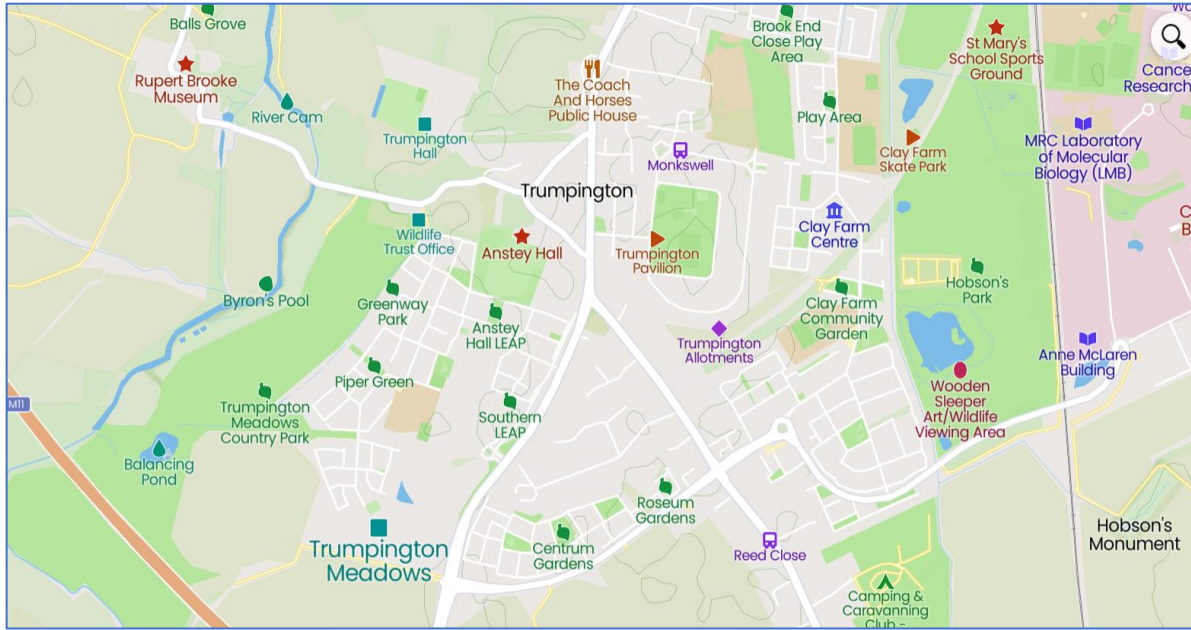 Balls Grove
Rupert Brooke
Museum
River Cam
Trumpington
Hall
The Coach
And Horses
Public House
Brook End
Close Play
Area
Play Area
St Mary's
School Sports
Ground
Cance
Research
MRC Laboratory
of Molecular
Biology (LMB)
Clay Farm
Skate Park
Monkswell
Trumpington
Wildlife
Trust Office
Anstey Hall
Trumpington
Pavilion
Clay Farm
Centre
C
B
Byron's Pool
Greenway
Park
Anstey
Hall LEAP
Clay Farm
Community
Garden
Hobson's
Park
Trumpington
Allotments
Anne McLaren
Building
Piper Green
M11
Trumpington
Meadows
Country Park
Southern
LEAP
Wooden
Sleeper
Art/Wildlife
Viewing Area
Balancing
Pond
Roseum
Gardens
Trumpington
Meadows
Centrum
Gardens
Reed Close
Hobson's
Monument
Camping &
Caravanning
Club -